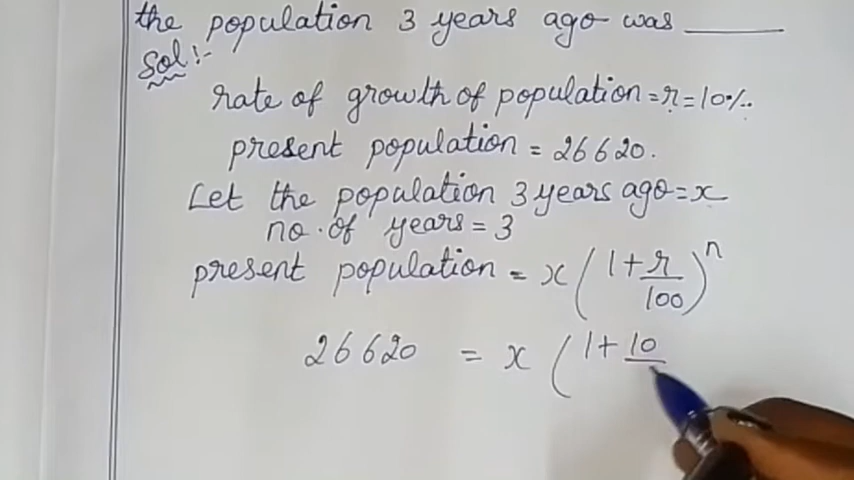 the population 3 years ago was ______
Sol:-
rate of growth of population = r = 10%.
present population = 26620.
Let the population 3 years ago = x
no. of years = 3
present population = x(1+r/100)^n
26620 = x(1+10/